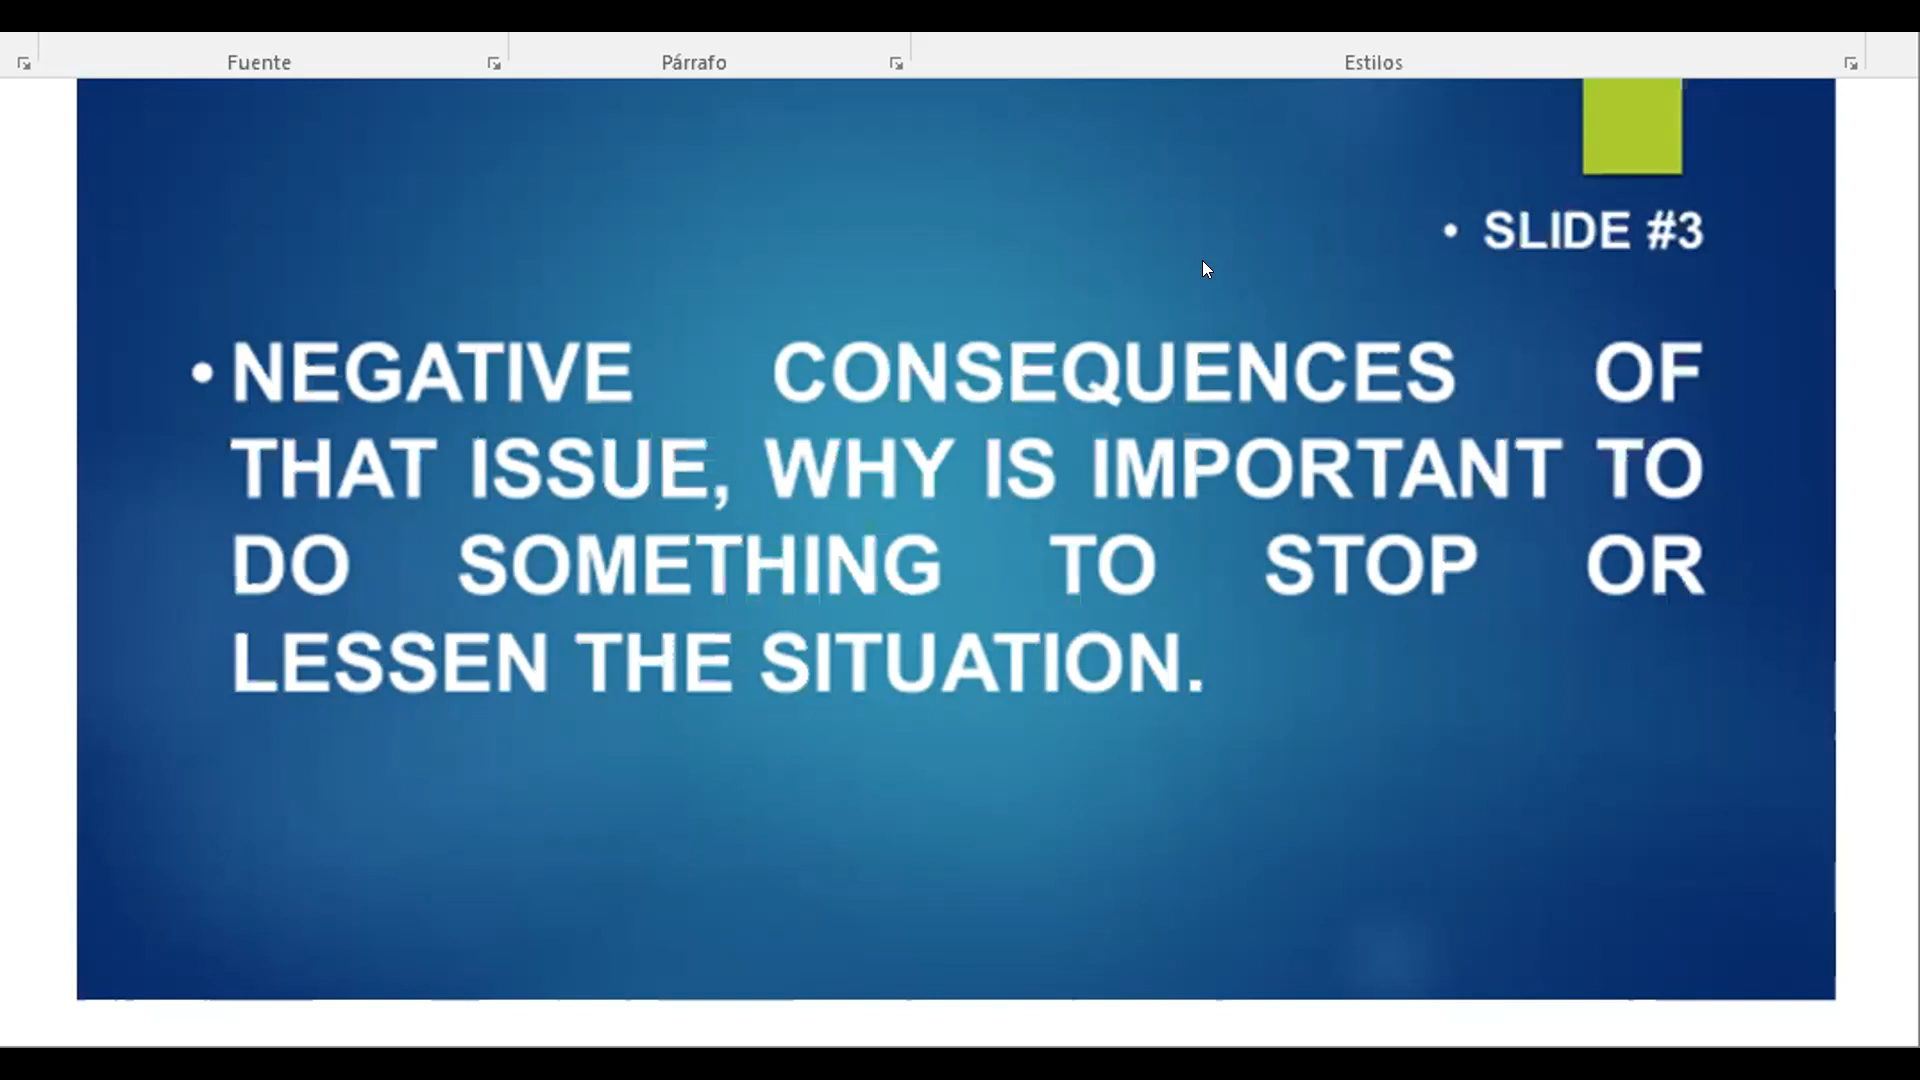 Fuente Párrafo Estilos
• SLIDE #3
• NEGATIVE CONSEQUENCES OF
THAT ISSUE, WHY IS IMPORTANT TO
DO SOMETHING TO STOP OR
LESSEN THE SITUATION.